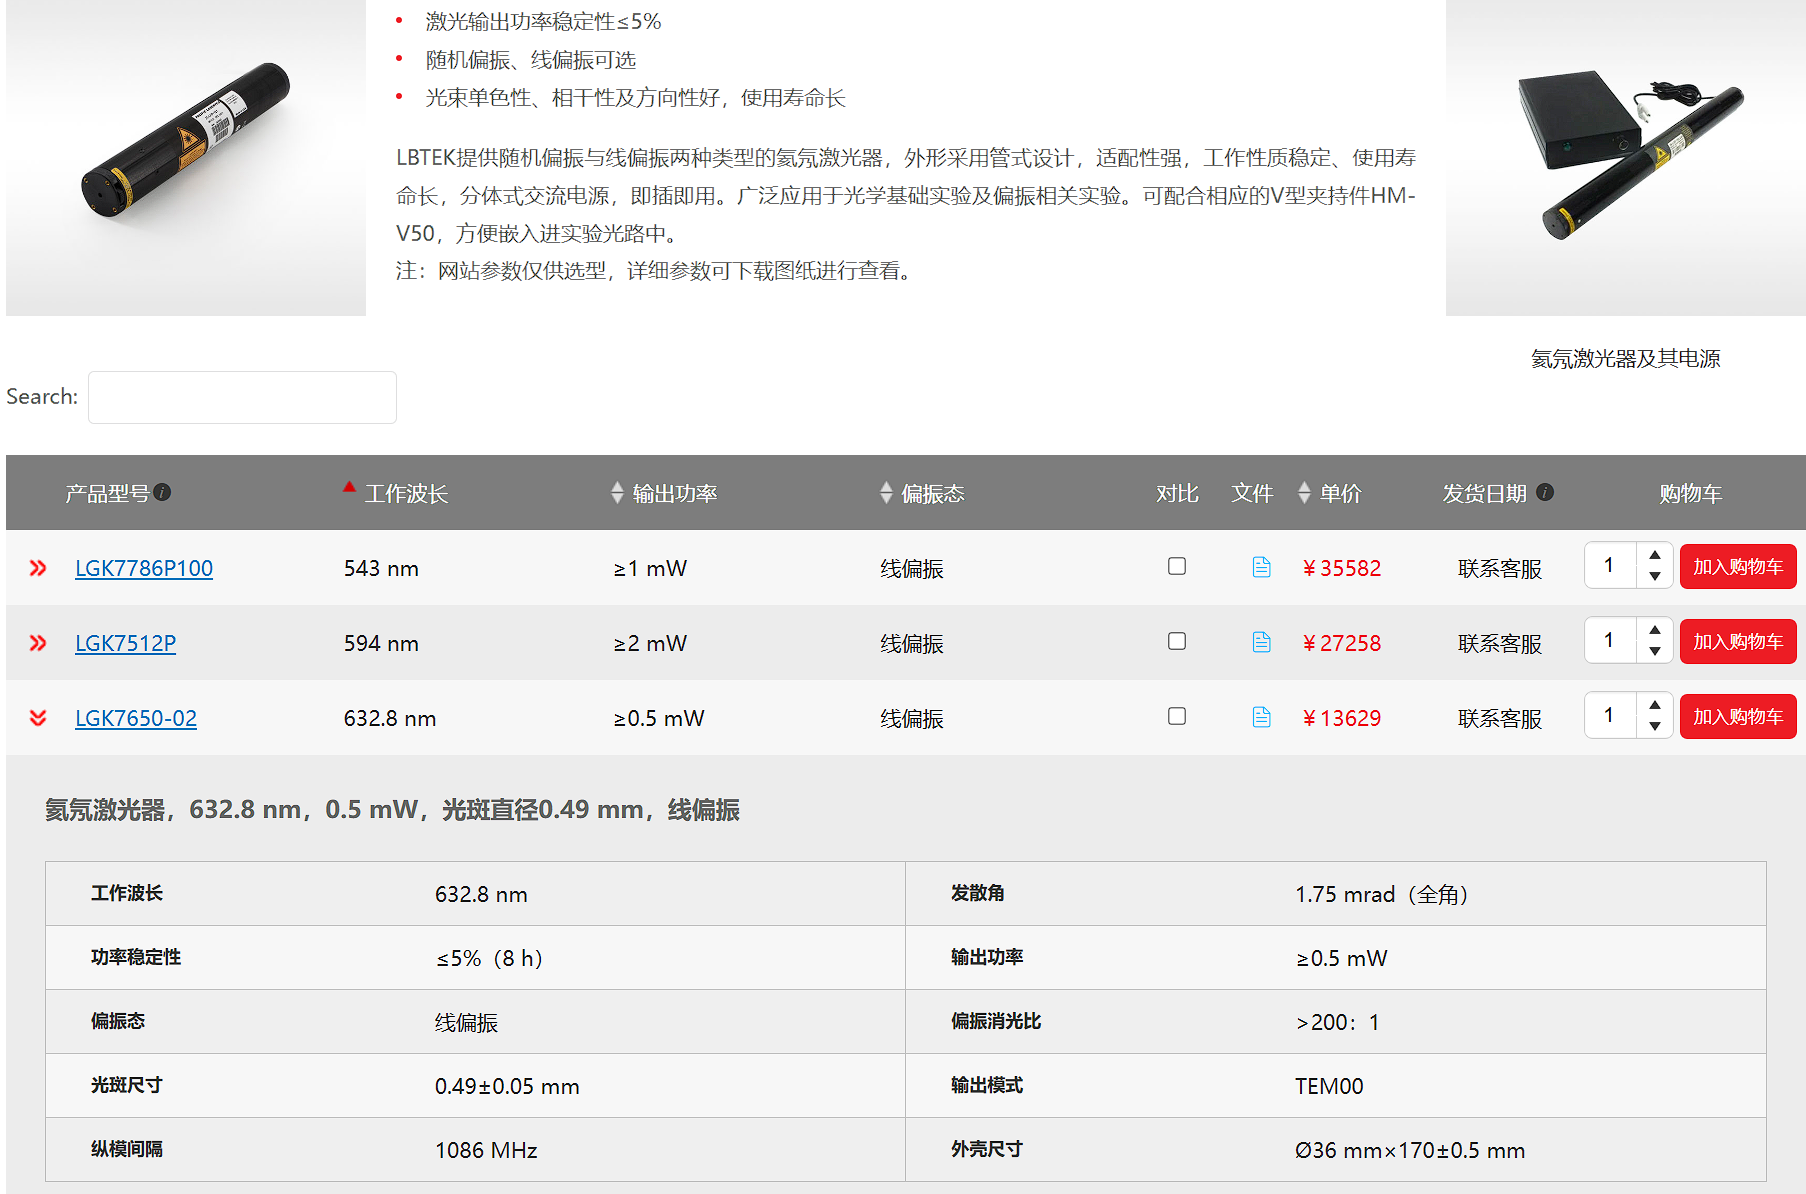 激光输出功率稳定性≤5%
随机偏振、线偏振可选
光束单色性、相干性及方向性好，使用寿命长
LBTEK提供随机偏振与线偏振两种类型的氦氖激光器，外形采用管式设计，适配性强，工作性质稳定、使用寿
命长，分体式交流电源，即插即用。广泛应用于光学基础实验及偏振相关实验。可配合相应的V型夹持件HM-
V50，方便嵌入进实验光路中。
注：网站参数仅供选型，详细参数可下载图纸进行查看。
氦氖激光器及其电源
Search:
产品型号 工作波长 输出功率 偏振态 对比 文件 单价 发货日期 购物车
LGK7786P100 543 nm ≥1 mW 线偏振 ¥35582 联系客服 1 加入购物车
LGK7512P 594 nm ≥2 mW 线偏振 ¥27258 联系客服 1 加入购物车
LGK7650-02 632.8 nm ≥0.5 mW 线偏振 ¥13629 联系客服 1 加入购物车
氦氖激光器，632.8 nm，0.5 mW，光斑直径0.49 mm，线偏振
工作波长 632.8 nm 发散角 1.75 mrad（全角）
功率稳定性 ≤5%（8 h） 输出功率 ≥0.5 mW
偏振态 线偏振 偏振消光比 >200：1
光斑尺寸 0.49±0.05 mm 输出模式 TEM00
纵模间隔 1086 MHz 外壳尺寸 Ø36 mm×170±0.5 mm